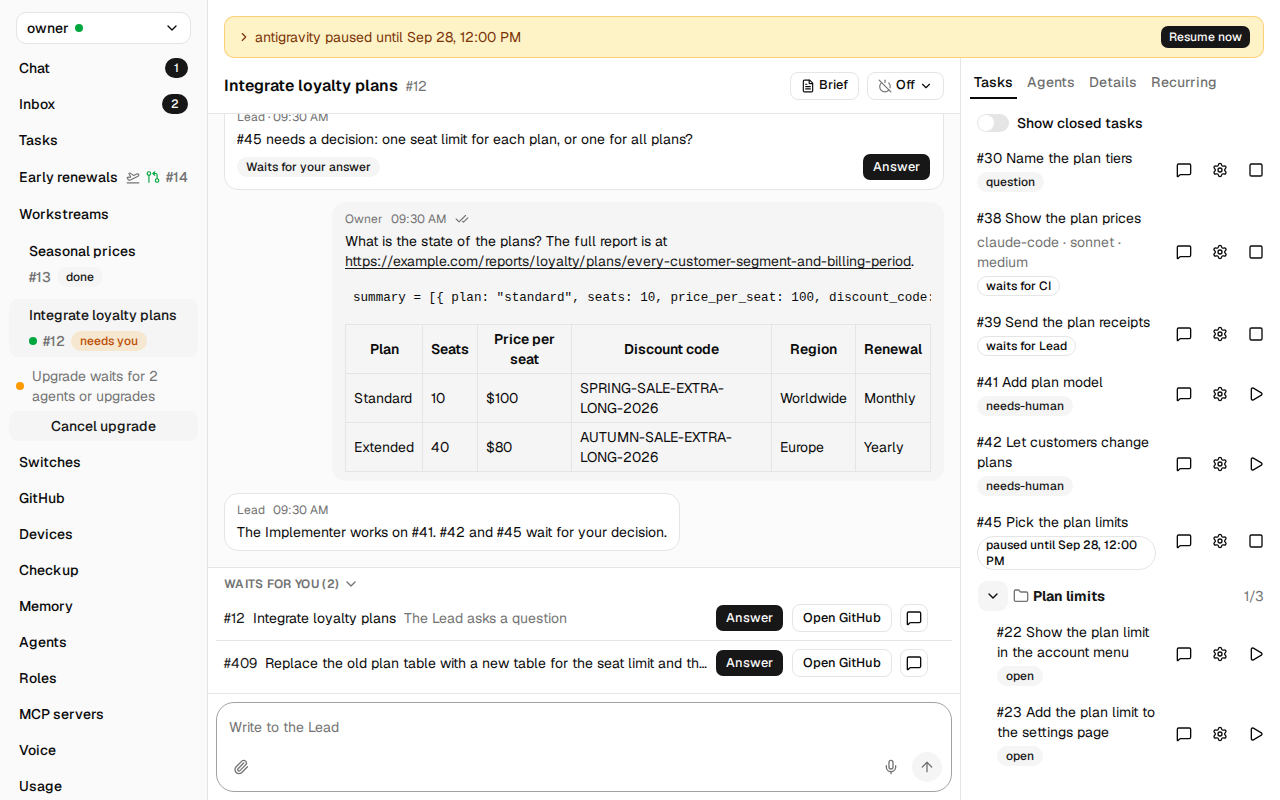 owner
Chat 1
Inbox 2
Tasks
Early renewals #14
Workstreams
Seasonal prices
#13 done
Integrate loyalty plans
#12 needs you
Upgrade waits for 2
agents or upgrades
Cancel upgrade
Switches
GitHub
Devices
Checkup
Memory
Agents
Roles
MCP servers
Voice
Usage
antigravity paused until Sep 28, 12:00 PM
Resume now
Integrate loyalty plans #12
Brief
Off
Lead · 09:30 AM
#45 needs a decision: one seat limit for each plan, or one for all plans?
Waits for your answer
Answer
Owner 09:30 AM
What is the state of the plans? The full report is at
https://example.com/reports/loyalty/plans/every-customer-segment-and-billing-period.
summary = [{ plan: "standard", seats: 10, price_per_seat: 100, discount_code:
Plan Seats Price per seat Discount code Region Renewal
Standard 10 $100 SPRING-SALE-EXTRA-LONG-2026 Worldwide Monthly
Extended 40 $80 AUTUMN-SALE-EXTRA-LONG-2026 Europe Yearly
Lead 09:30 AM
The Implementer works on #41. #42 and #45 wait for your decision.
WAITS FOR YOU (2)
#12 Integrate loyalty plans The Lead asks a question Answer Open GitHub
#409 Replace the old plan table with a new table for the seat limit and th... Answer Open GitHub
Write to the Lead
Tasks Agents Details Recurring
Show closed tasks
#30 Name the plan tiers
question
#38 Show the plan prices
claude-code · sonnet ·
medium
waits for CI
#39 Send the plan receipts
waits for Lead
#41 Add plan model
needs-human
#42 Let customers change
plans
needs-human
#45 Pick the plan limits
paused until Sep 28, 12:00
PM
Plan limits 1/3
#22 Show the plan limit
in the account menu
open
#23 Add the plan limit to
the settings page
open